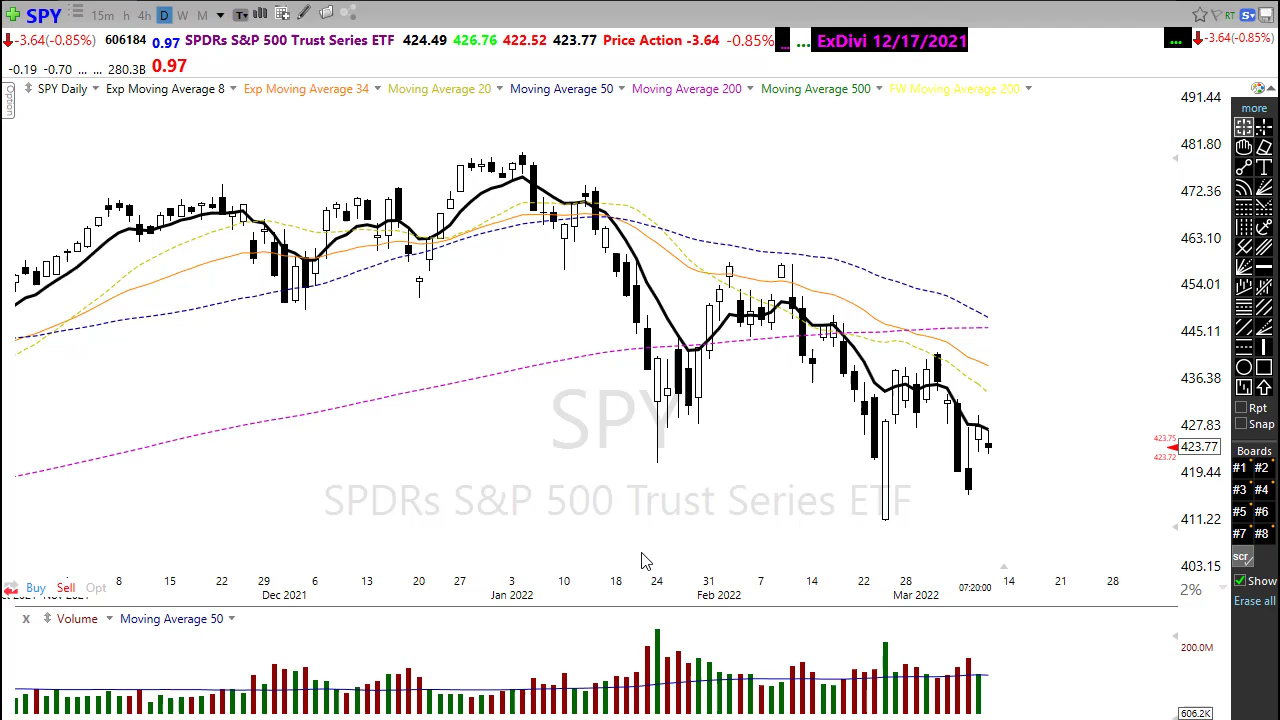 SPY 15m h 4h D W M T RT S
-3.64(-0.85%) 606184 0.97 SPDRs S&P 500 Trust Series ETF 424.49 426.76 422.52 423.77 Price Action -3.64 -0.85% ... ... ExDivi 12/17/2021 ... -3.64(-0.85%)
-0.19 -0.70 ... ... 280.3B 0.97
Option
SPY Daily Exp Moving Average 8 Exp Moving Average 34 Moving Average 20 Moving Average 50 Moving Average 200 Moving Average 500 FW Moving Average 200
491.44
more
481.80
472.36
463.10
454.01
445.11
436.38
Rpt
427.83
Snap
423.75
423.77
423.72
419.44
411.22
403.15
SPY
SPDRs S&P 500 Trust Series ETF
Boards
#1 #2
#3 #4
#5 #6
#7 #8
scr
Show
Erase all
Buy Sell Opt
8 15 22 29 6 13 20 27 3 10 18 24 31 7 14 22 28 07:20:00 14 21 28
Dec 2021 Jan 2022 Feb 2022 Mar 2022
2%
x Volume Moving Average 50
200.0M
606.2K